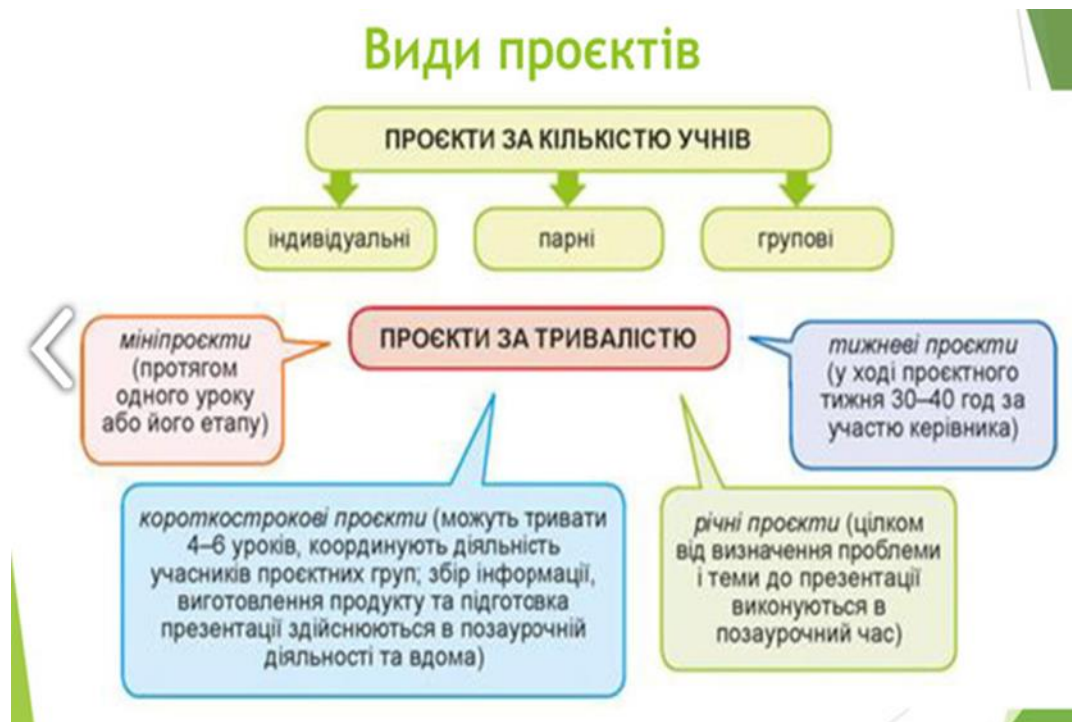 Види проєктів
ПРОЄКТИ ЗА КІЛЬКІСТЮ УЧНІВ
індивідуальні
парні
групові
ПРОЄКТИ ЗА ТРИВАЛІСТЮ
мініпроєкти
(протягом
одного уроку
або його етапу)
тижневі проєкти
(у ході проєктного
тижня 30–40 год за
участю керівника)
короткострокові проєкти (можуть тривати
4–6 уроків, координують діяльність
учасників проєктних груп; збір інформації,
виготовлення продукту та підготовка
презентації здійснюються в позаурочній
діяльності та вдома)
річні проєкти (цілком
від визначення проблеми
і теми до презентації
виконуються в
позаурочний час)